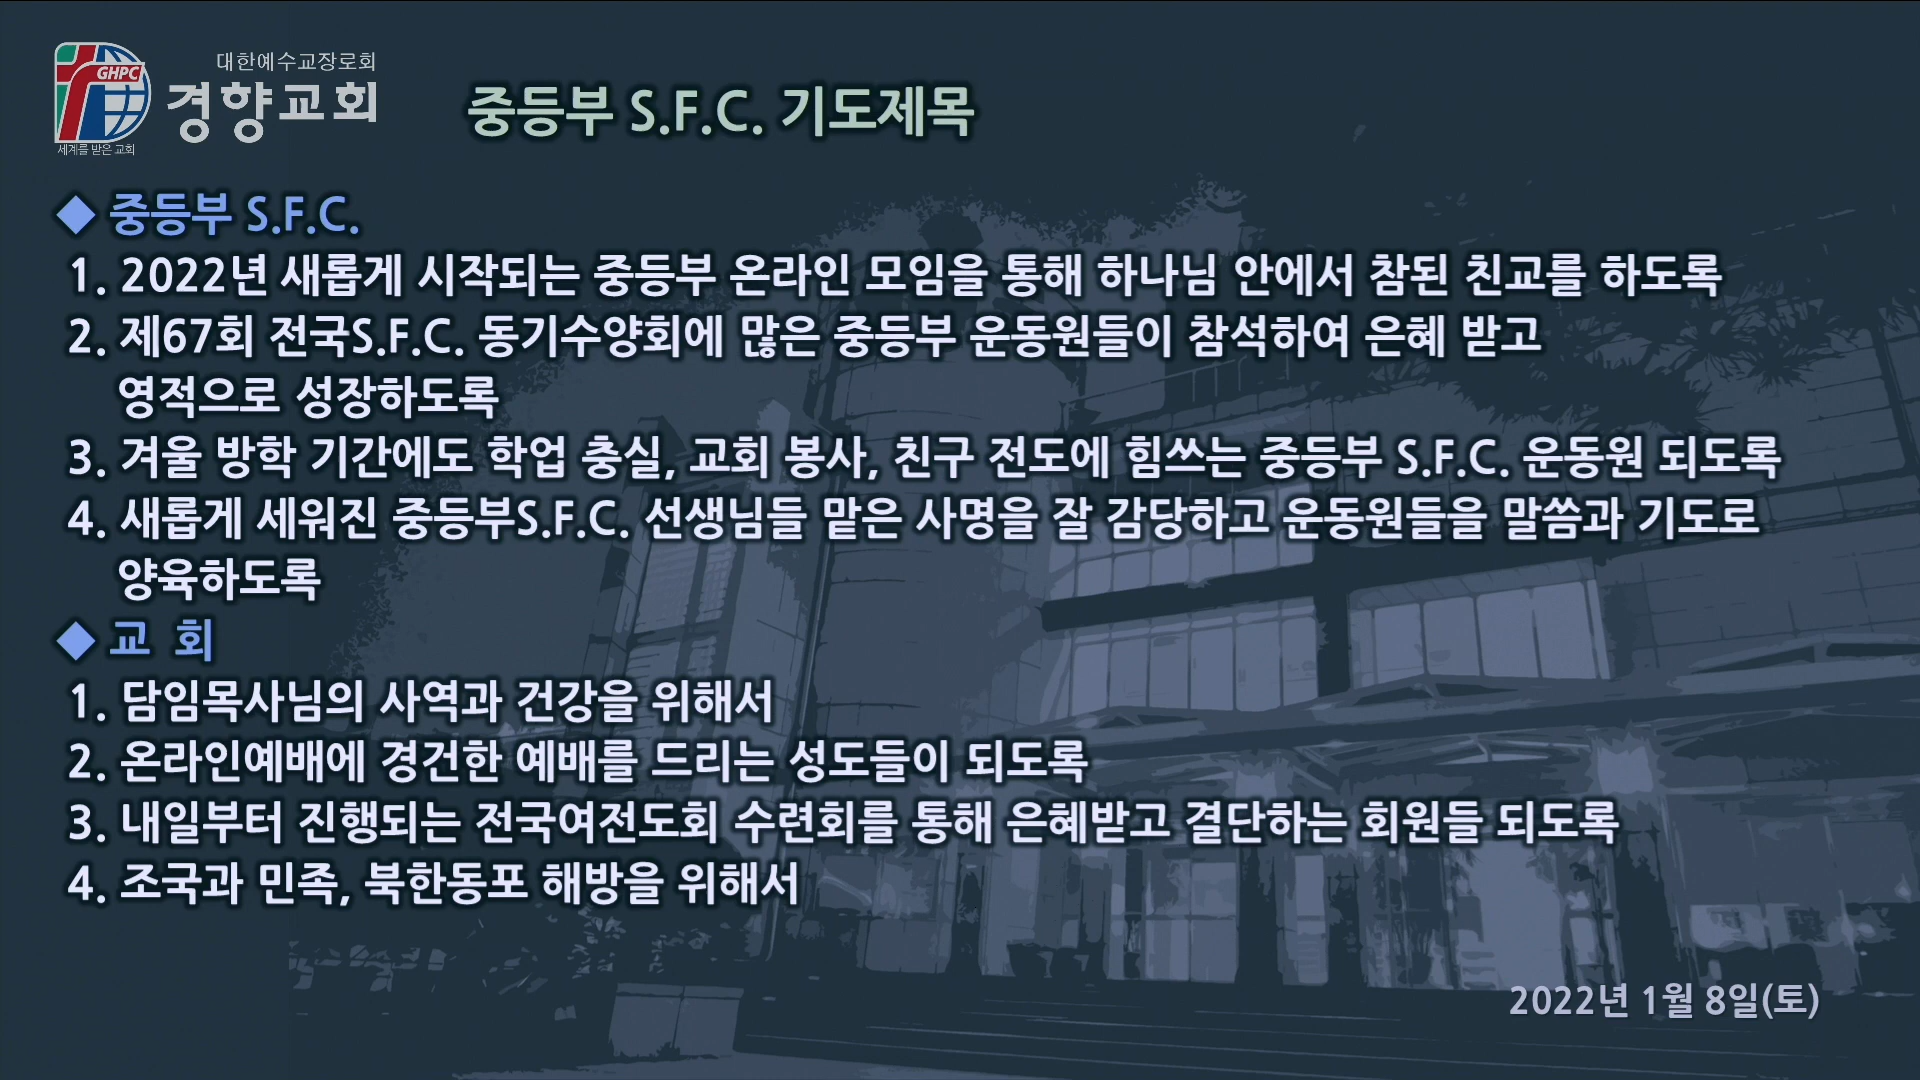 대한예수교장로회
GHPC
경향교회
세계를 받은 교회
중등부 S.F.C. 기도제목
◆ 중등부 S.F.C.
1. 2022년 새롭게 시작되는 중등부 온라인 모임을 통해 하나님 안에서 참된 친교를 하도록
2. 제67회 전국S.F.C. 동기수양회에 많은 중등부 운동원들이 참석하여 은혜 받고
영적으로 성장하도록
3. 겨울 방학 기간에도 학업 충실, 교회 봉사, 친구 전도에 힘쓰는 중등부 S.F.C. 운동원 되도록
4. 새롭게 세워진 중등부S.F.C. 선생님들 맡은 사명을 잘 감당하고 운동원들을 말씀과 기도로
양육하도록
◆ 교 회
1. 담임목사님의 사역과 건강을 위해서
2. 온라인예배에 경건한 예배를 드리는 성도들이 되도록
3. 내일부터 진행되는 전국여전도회 수련회를 통해 은혜받고 결단하는 회원들 되도록
4. 조국과 민족, 북한동포 해방을 위해서
2022년 1월 8일(토)